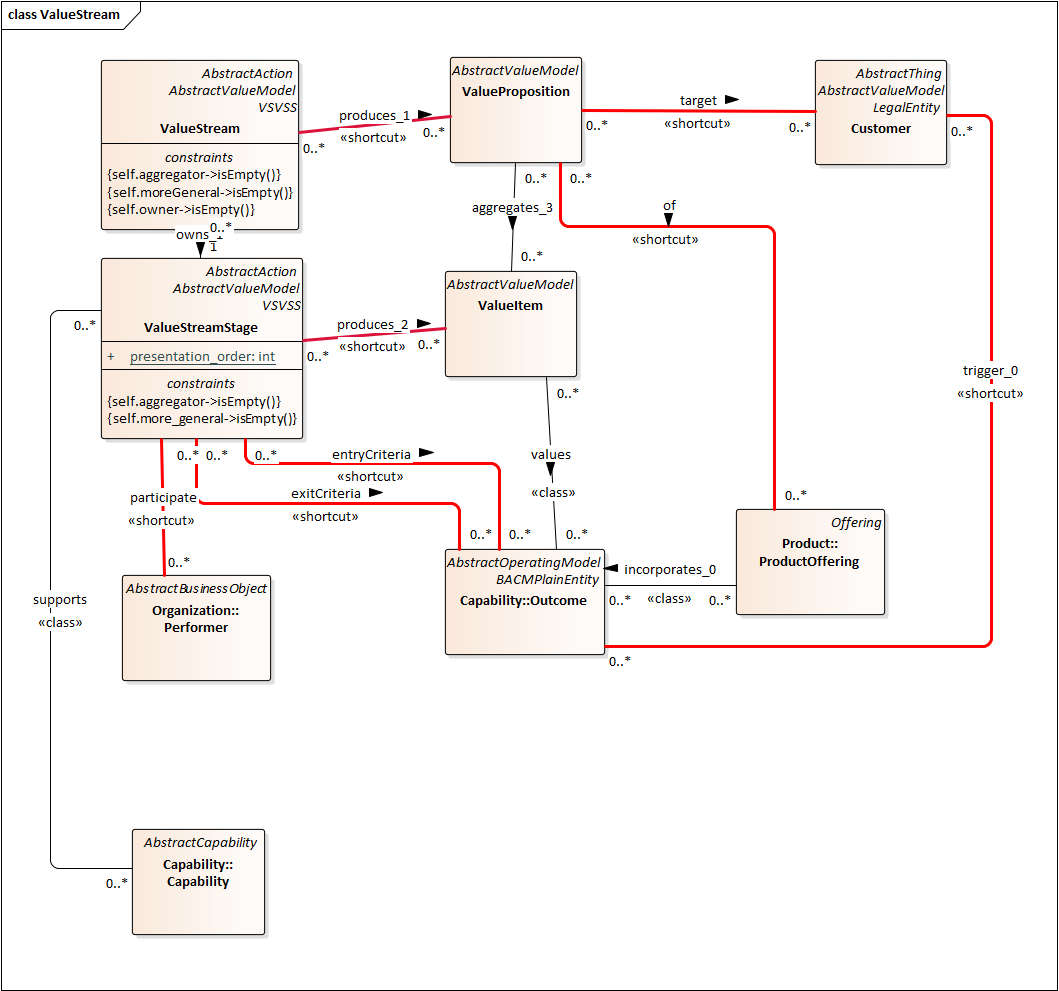 class ValueStream
AbstractAction
AbstractValueModel
VSVSS
ValueStream
constraints
{self.aggregator->isEmpty()}
{self.moreGeneral->isEmpty()}
{self.owner->isEmpty()}
produces_1
«shortcut»
0..*
0..*
AbstractValueModel
ValueProposition
target
«shortcut»
0..*
0..*
AbstractThing
AbstractValueModel
LegalEntity
Customer
0..*
0..*
owns_1
1
0..*
0..*
aggregates_3
0..*
of
«shortcut»
AbstractAction
AbstractValueModel
VSVSS
ValueStreamStage
+ presentation_order: int
constraints
{self.aggregator->isEmpty()}
{self.more_general->isEmpty()}
0..*
produces_2
«shortcut»
0..*
0..*
AbstractValueModel
ValueItem
0..*
trigger_0
«shortcut»
values
«class»
0..*
0..*
0..*
0..*
entryCriteria
«shortcut»
exitCriteria
«shortcut»
participate
«shortcut»
0..*
0..*
0..*
0..*
AbstractBusinessObject
Organization::
Performer
AbstractOperatingModel
BACMPlainEntity
Capability::Outcome
incorporates_0
«class»
0..*
0..*
0..*
0..*
Offering
Product::
ProductOffering
supports
«class»
AbstractCapability
Capability::
Capability
0..*